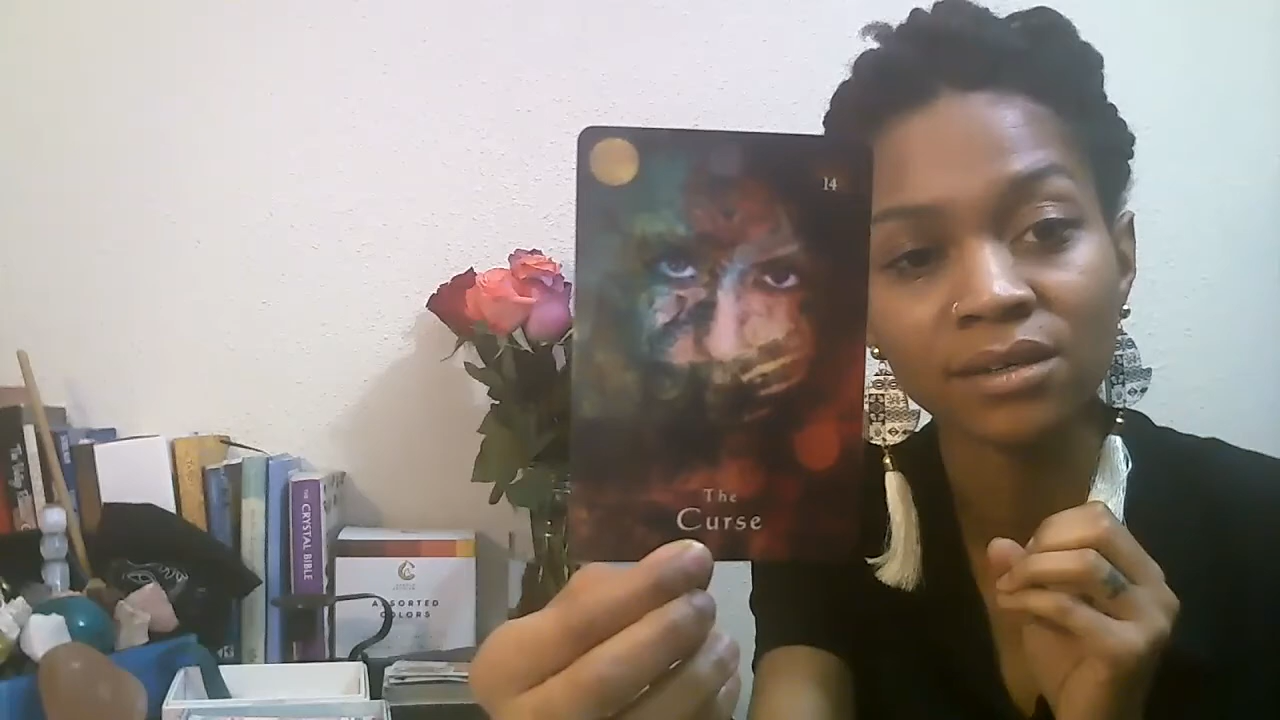 14
The
Curse
THE CRYSTAL BIBLE
ASSORTED
COLORS